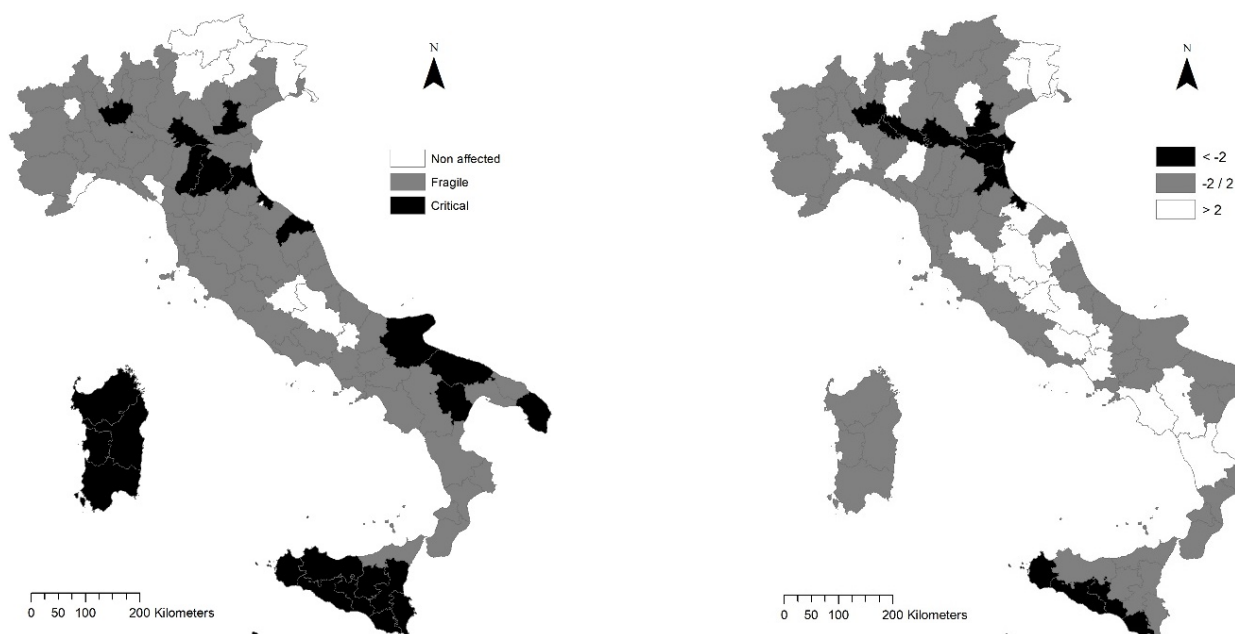 N
Non affected
Fragile
Critical
0 50 100 200 Kilometers
N
< -2
-2 / 2
> 2
0 50 100 200 Kilometers